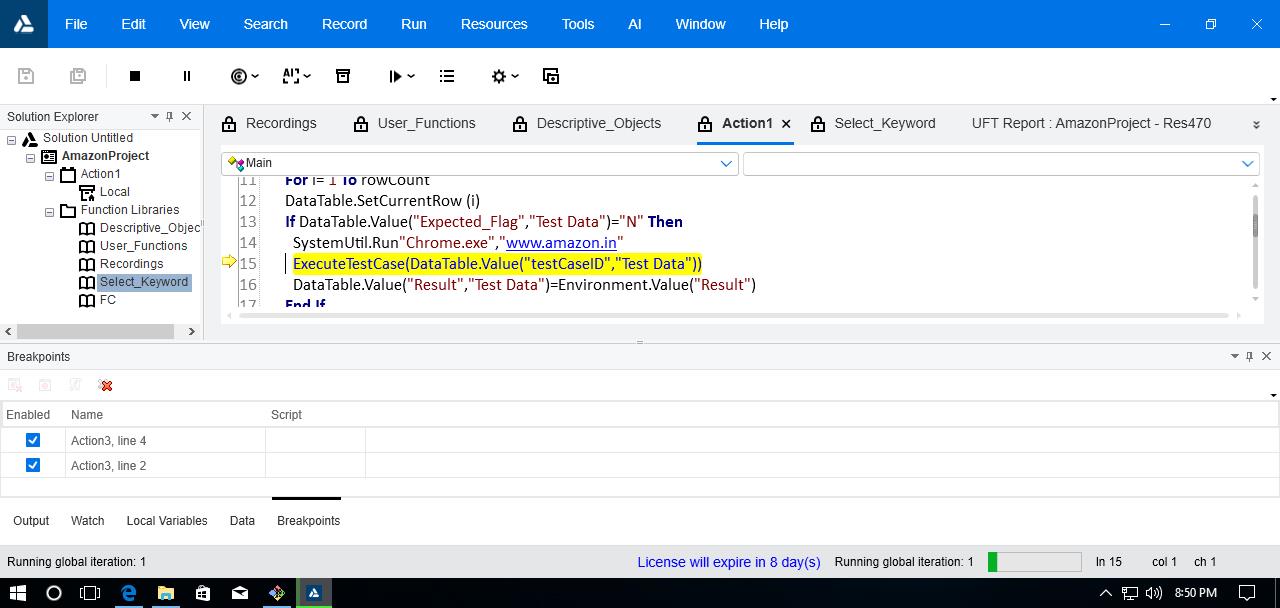 File Edit View Search Record Run Resources Tools AI Window Help
Solution Explorer
Solution Untitled
AmazonProject
Action1
Local
Function Libraries
Descriptive_Objec
User_Functions
Recordings
Select_Keyword
FC
Recordings User_Functions Descriptive_Objects Action1 Select_Keyword UFT Report : AmazonProject - Res470
Main
11 For i= 1 To rowCount
12 DataTable.SetCurrentRow (i)
13 If DataTable.Value("Expected_Flag","Test Data")="N" Then
14 SystemUtil.Run"Chrome.exe","www.amazon.in"
15 ExecuteTestCase(DataTable.Value("testCaseID","Test Data"))
16 DataTable.Value("Result","Test Data")=Environment.Value("Result")
17 End If
Breakpoints
Enabled Name Script
Action3, line 4
Action3, line 2
Output Watch Local Variables Data Breakpoints
Running global iteration: 1 License will expire in 8 day(s) Running global iteration: 1 ln 15 col 1 ch 1
8:50 PM